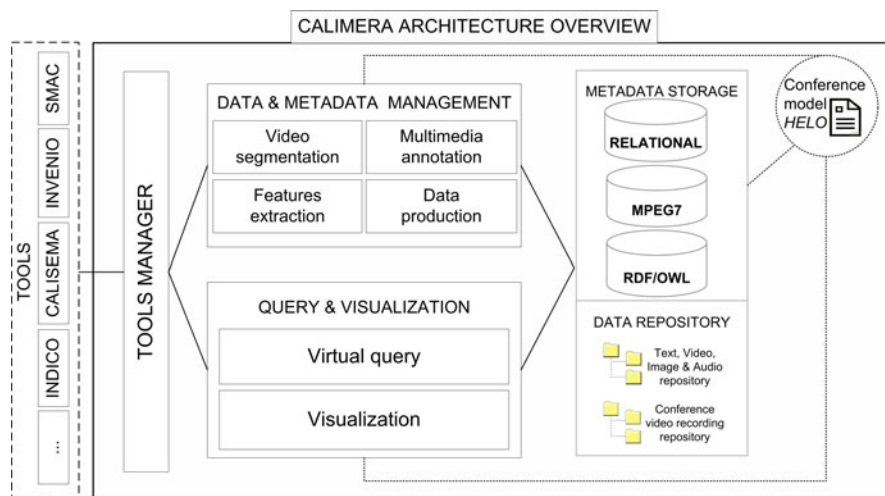 CALIMERA ARCHITECTURE OVERVIEW
TOOLS
SMAC
INVENIO
CALISEMA
INDICO
...
TOOLS MANAGER
DATA & METADATA MANAGEMENT
Video
segmentation
Multimedia
annotation
Features
extraction
Data
production
QUERY & VISUALIZATION
Virtual query
Visualization
METADATA STORAGE
RELATIONAL
MPEG7
RDF/OWL
DATA REPOSITORY
Text, Video,
Image & Audio
repository
Conference
video recording
repository
Conference
model
HELO